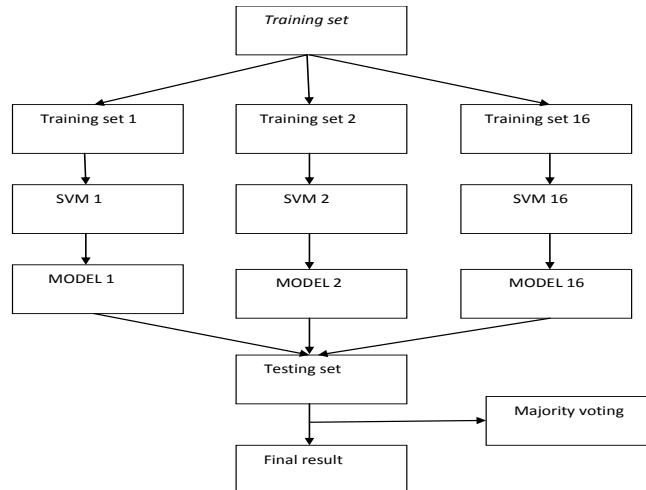 Training set
Training set 1
Training set 2
Training set 16
SVM 1
SVM 2
SVM 16
MODEL 1
MODEL 2
MODEL 16
Testing set
Majority voting
Final result